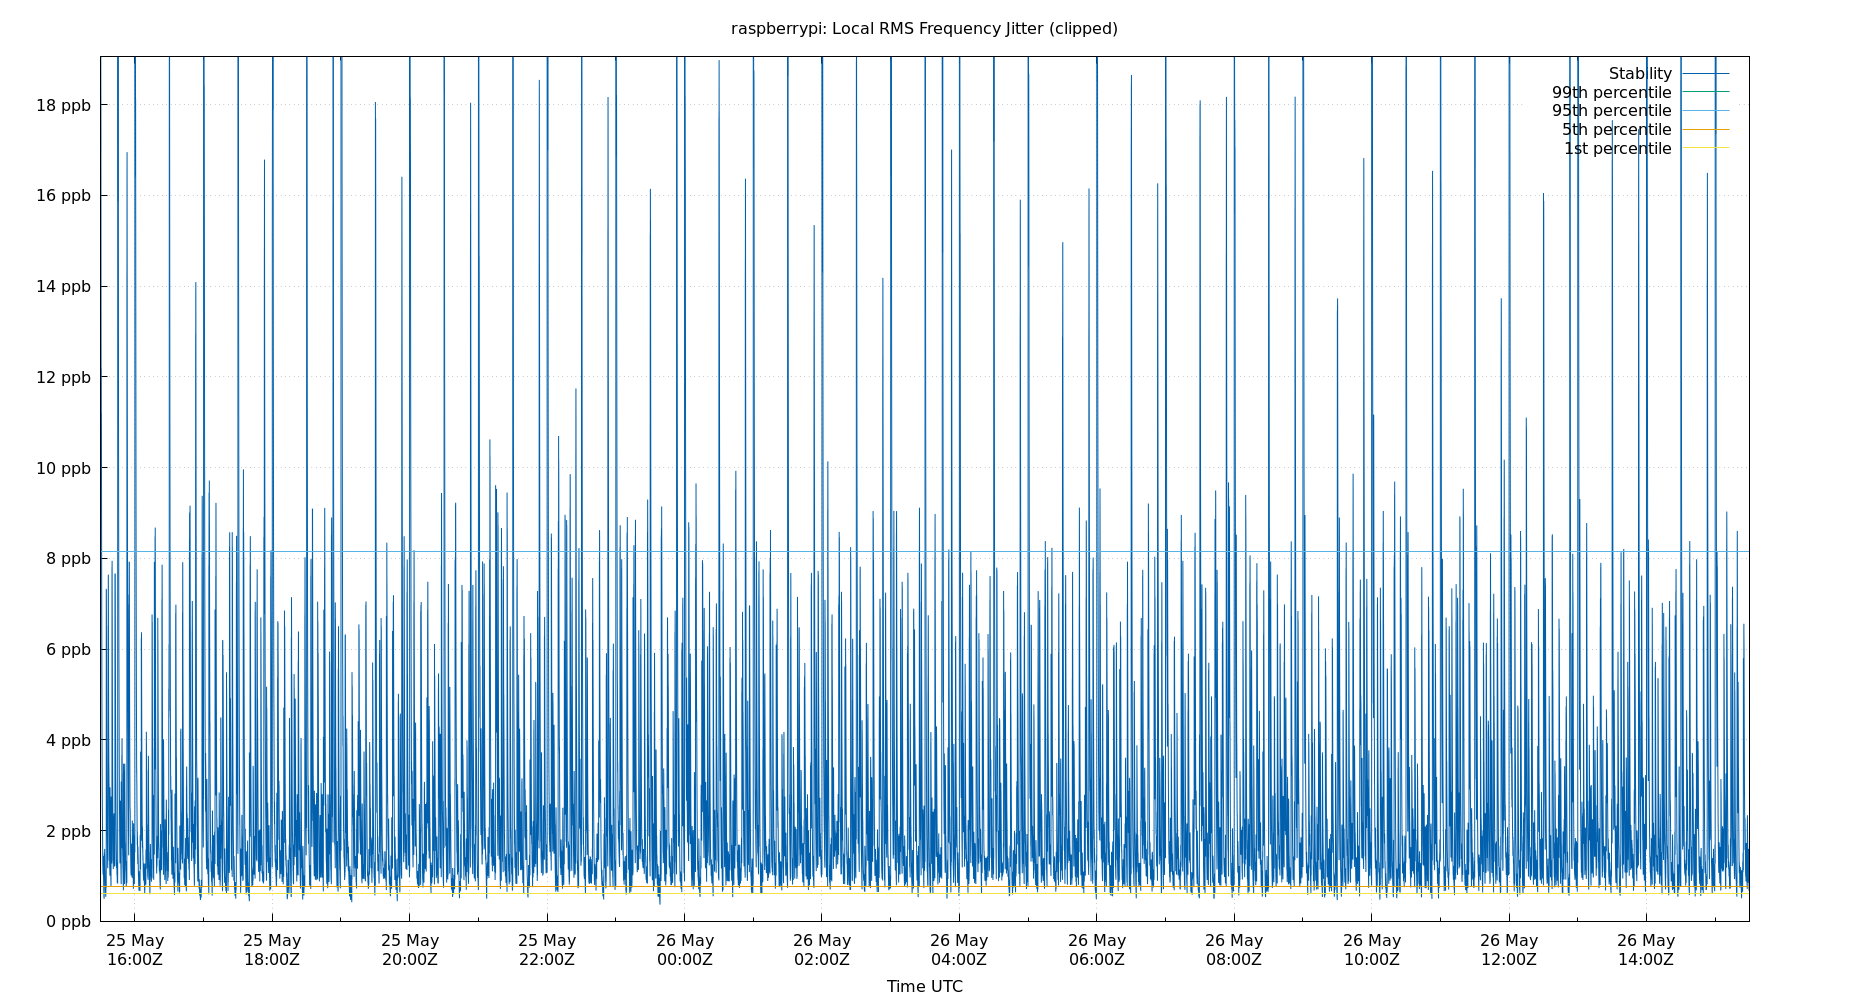 raspberrypi: Local RMS Frequency Jitter (clipped)
Stability
99th percentile
95th percentile
5th percentile
1st percentile
18 ppb
16 ppb
14 ppb
12 ppb
10 ppb
8 ppb
6 ppb
4 ppb
2 ppb
0 ppb
25 May 25 May 25 May 25 May 26 May 26 May 26 May 26 May 26 May 26 May 26 May 26 May
16:00Z 18:00Z 20:00Z 22:00Z 00:00Z 02:00Z 04:00Z 06:00Z 08:00Z 10:00Z 12:00Z 14:00Z
Time UTC